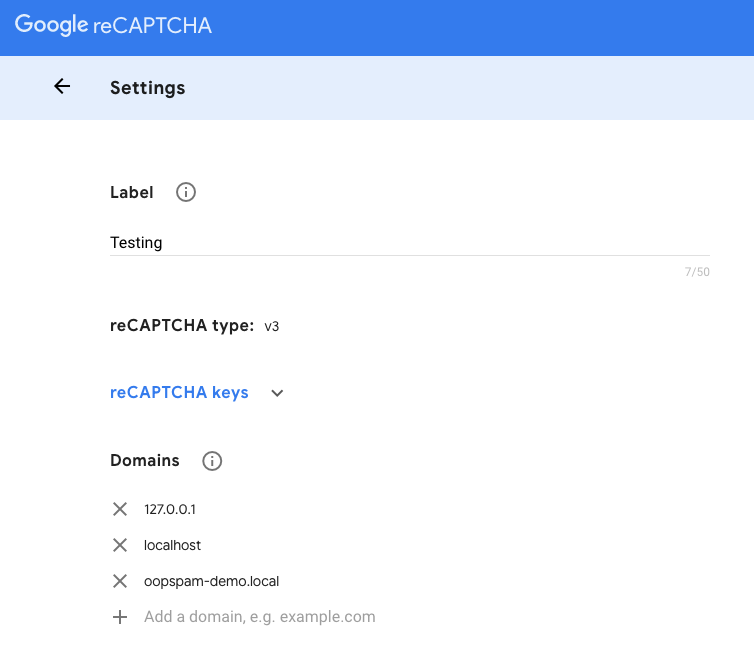 Google reCAPTCHA
Settings
Label
Testing
7/50
reCAPTCHA type: v3
reCAPTCHA keys
Domains
127.0.0.1
localhost
oopspam-demo.local
Add a domain, e.g. example.com